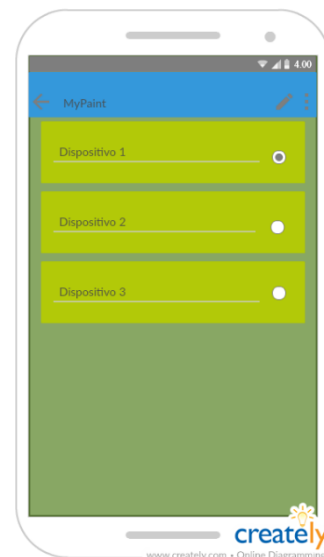 4.00
MyPaint
Dispositivo 1
Dispositivo 2
Dispositivo 3
creately
www.creately.com • Online Diagramming